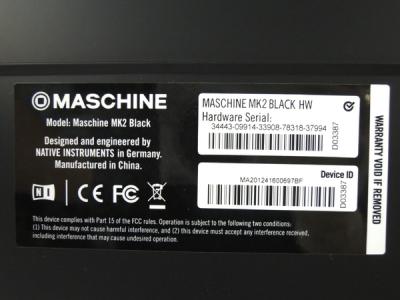 MASCHINE
Model: Maschine MK2 Black
Designed and engineered by
NATIVE INSTRUMENTS in Germany.
Manufactured in China.
NI CE FC
This device complies with Part 15 of the FCC rules. Operation is subject to the following two conditions:
(1) This device may not cause harmful interference, and (2) this device must accept any interference received,
including interference that may cause undesired operation.
MASCHINE MK2 BLACK HW
Hardware Serial:
34443-09914-33908-78318-37994
D03387
Device ID
MA201241600697BF
D03387
WARRANTY VOID IF REMOVED